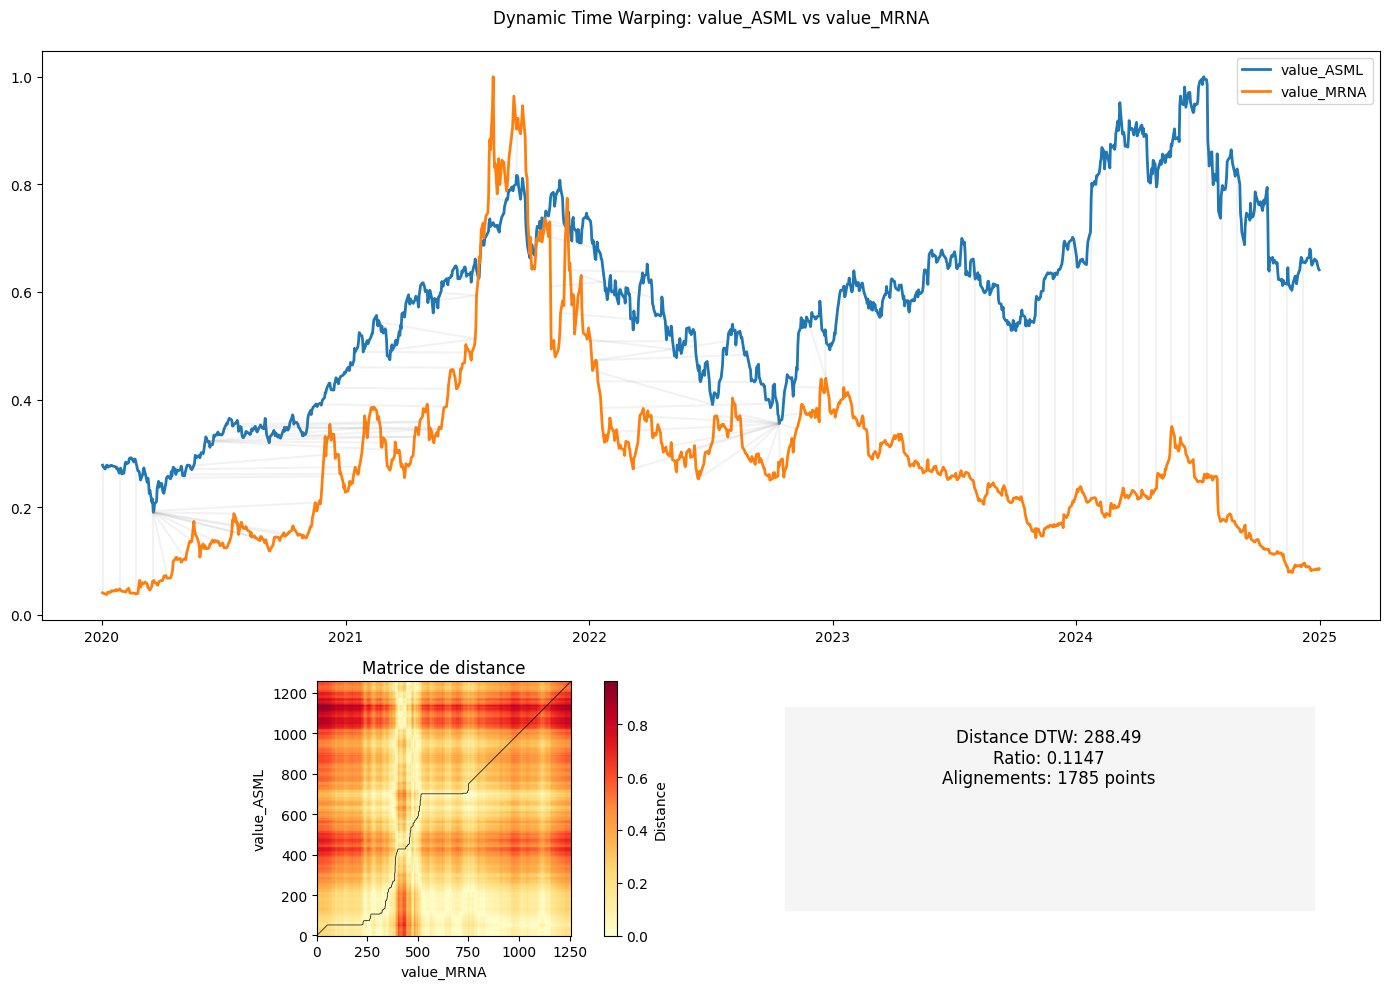 Dynamic Time Warping: value_ASML vs value_MRNA
1.0
0.8
0.6
0.4
0.2
0.0
value_ASML
value_MRNA
2020 2021 2022 2023 2024 2025
Matrice de distance
value_ASML
1200
1000
800
600
400
200
0
0 250 500 750 1000 1250
value_MRNA
0.8
0.6
0.4
0.2
0.0
Distance
Distance DTW: 288.49
Ratio: 0.1147
Alignements: 1785 points